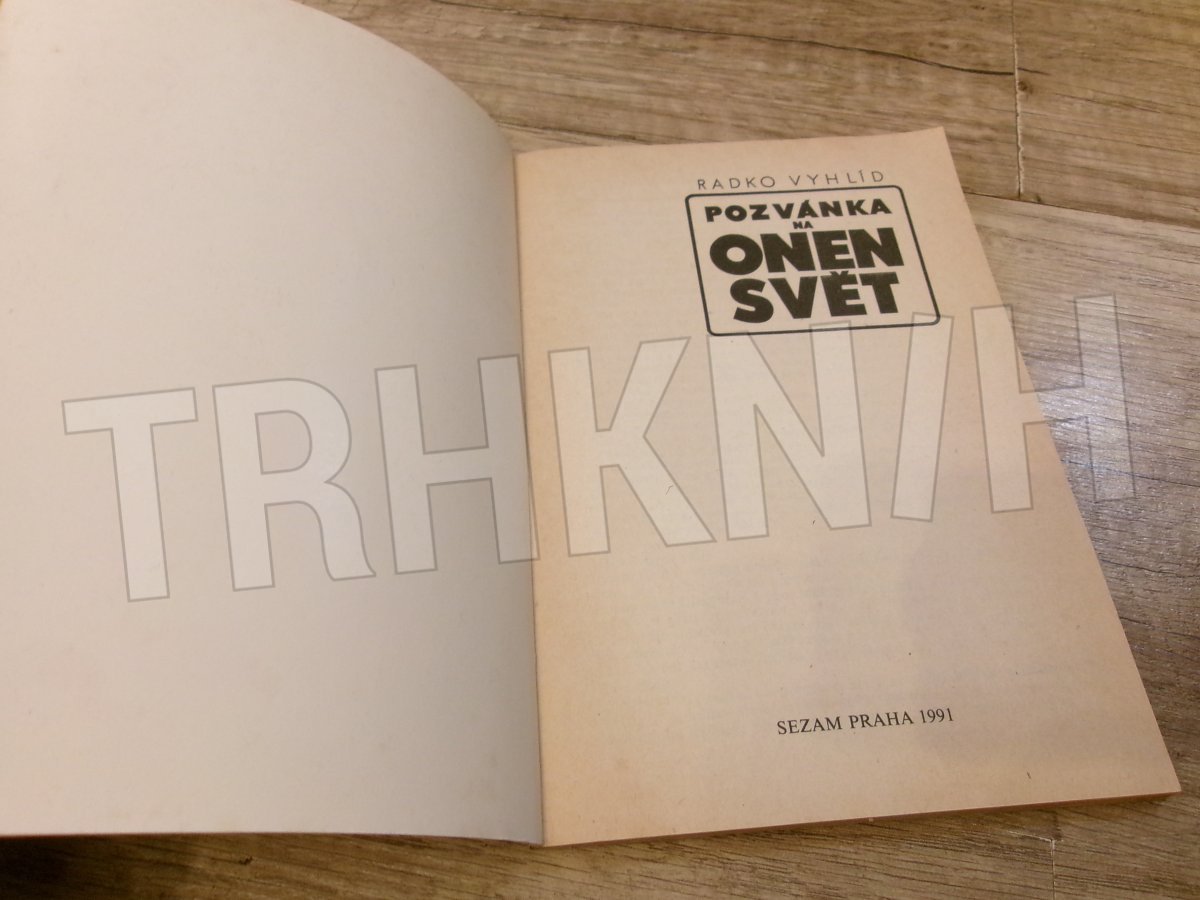 RADKO VYHLÍD
POZVÁNKA
NA
ONEN
SVĚT
TRHKNIH
SEZAM PRAHA 1991